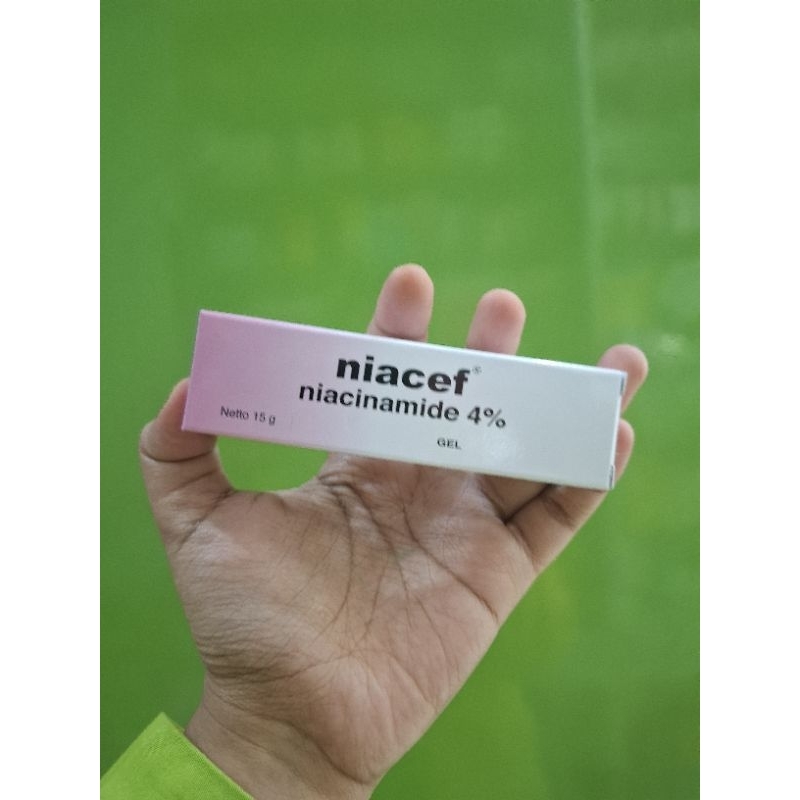 niacef®
niacinamide 4%
Netto 15 g
GEL